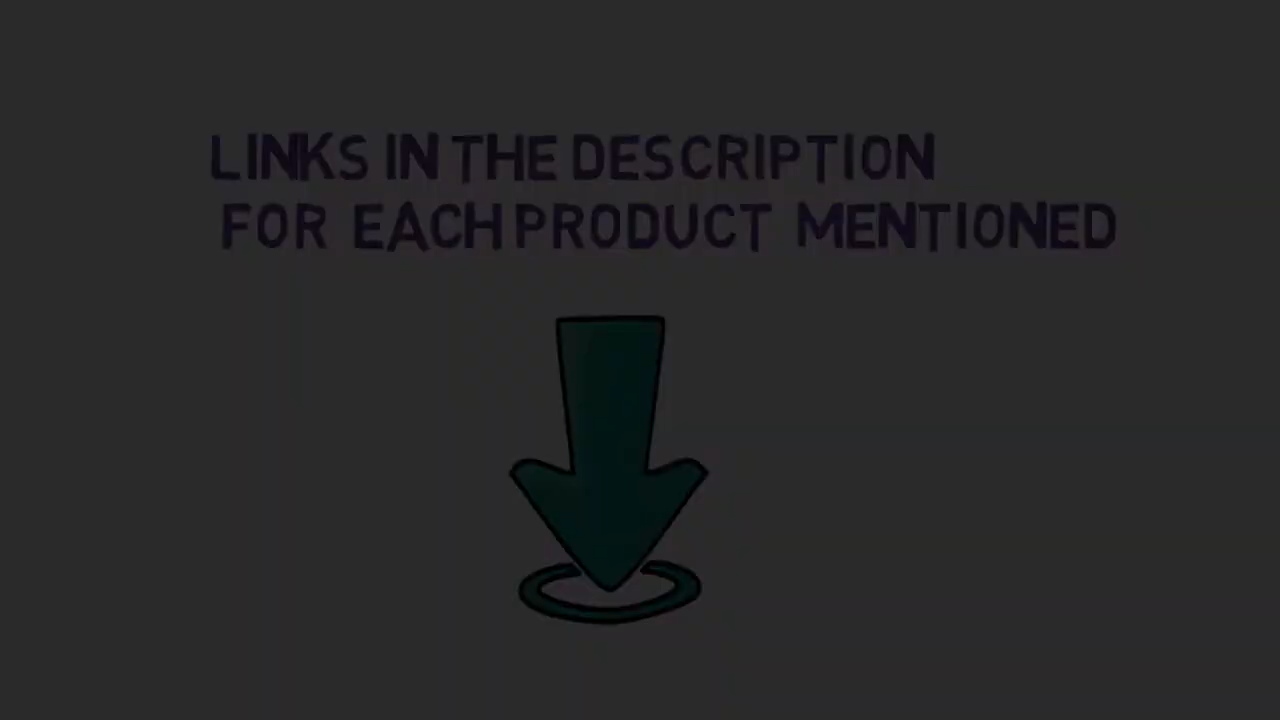 LINKS IN THE DESCRIPTION
FOR EACH PRODUCT MENTIONED